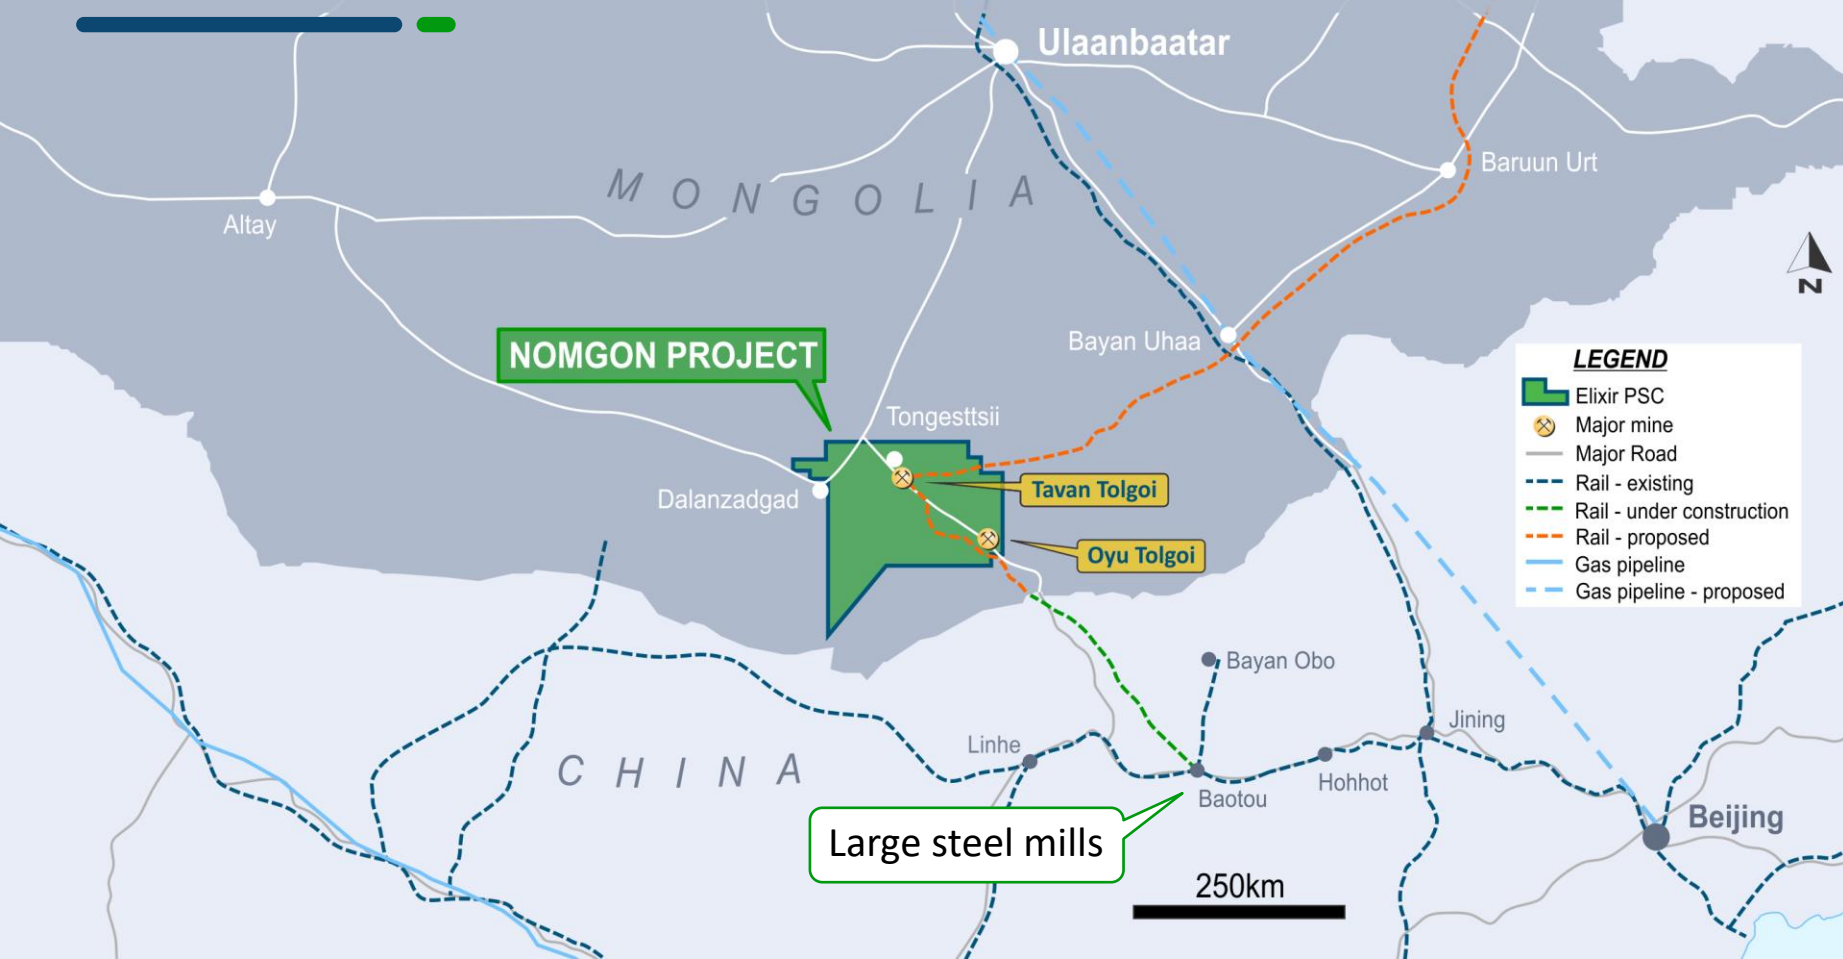 Ulaanbaatar
Baruun Urt
MONGOLIA
Altay
N
Bayan Uhaa
NOMGON PROJECT
LEGEND
Elixir PSC
Major mine
Major Road
Rail - existing
Rail - under construction
Rail - proposed
Gas pipeline
Gas pipeline - proposed
Tongesttsii
Dalanzadgad
Tavan Tolgoi
Oyu Tolgoi
Bayan Obo
Jining
Linhe
CHINA
Hohhot
Baotou
Beijing
Large steel mills
250km